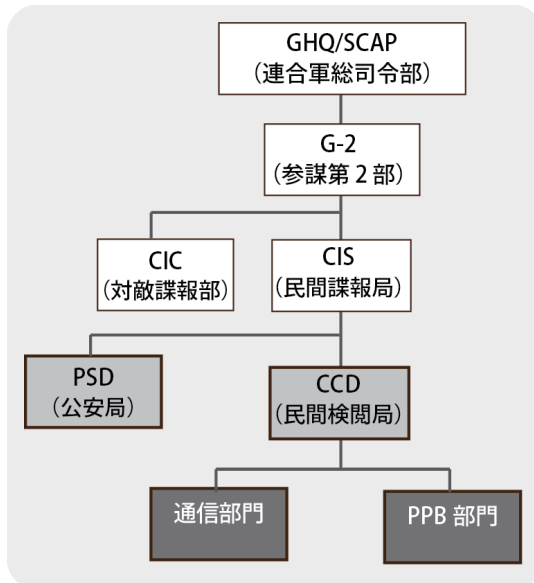 GHQ/SCAP
（連合軍総司令部）
G-2
（参謀第２部）
CIC
（対敵諜報部）
CIS
（民間諜報局）
PSD
（公安局）
CCD
（民間検閲局）
通信部門
PPB 部門